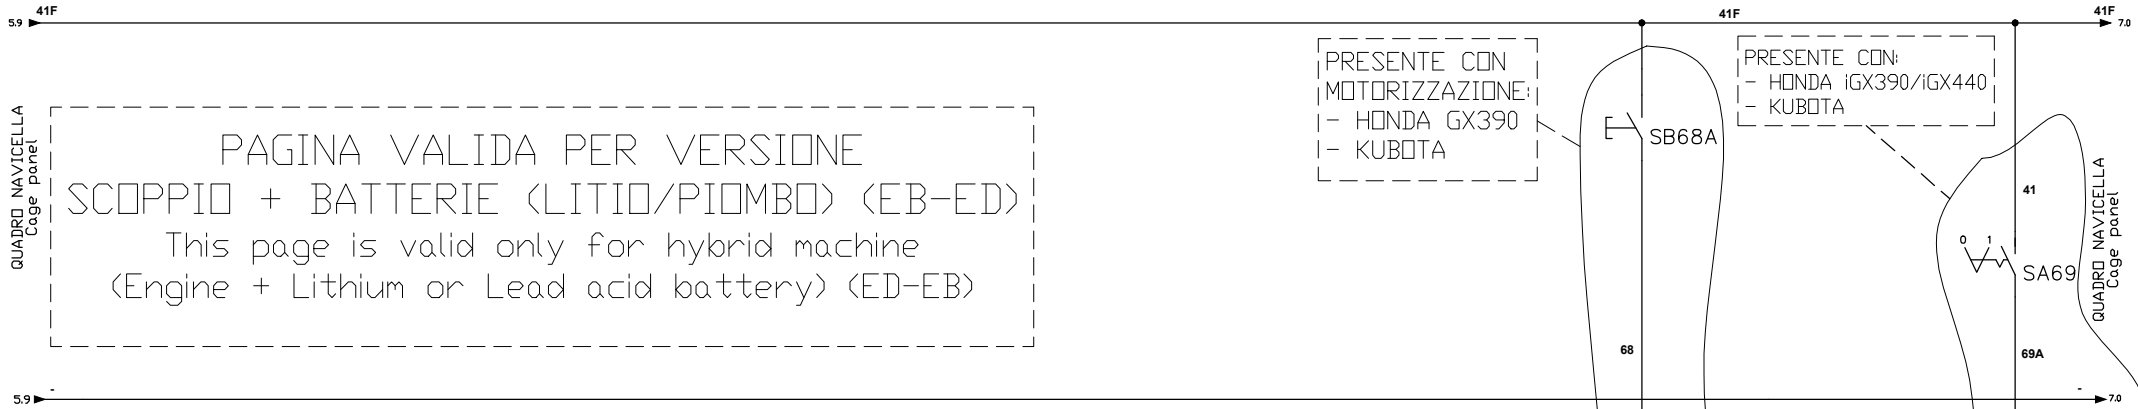 5.9 41F 41F 41F 7.0
PRESENTE CON
MOTORIZZAZIONE:
- HONDA GX390
- KUBOTA
PRESENTE CON:
- HONDA iGX390/iGX440
- KUBOTA
QUADRO NAVICELLA
Cage panel
PAGINA VALIDA PER VERSIONE
SCOPPIO + BATTERIE (LITIO/PIOMBO) (EB-ED)
This page is valid only for hybrid machine
(Engine + Lithium or Lead acid battery) (ED-EB)
SB68A
41
0 1
SA69
QUADRO NAVICELLA
Cage panel
68
69A
5.9 - - 7.0